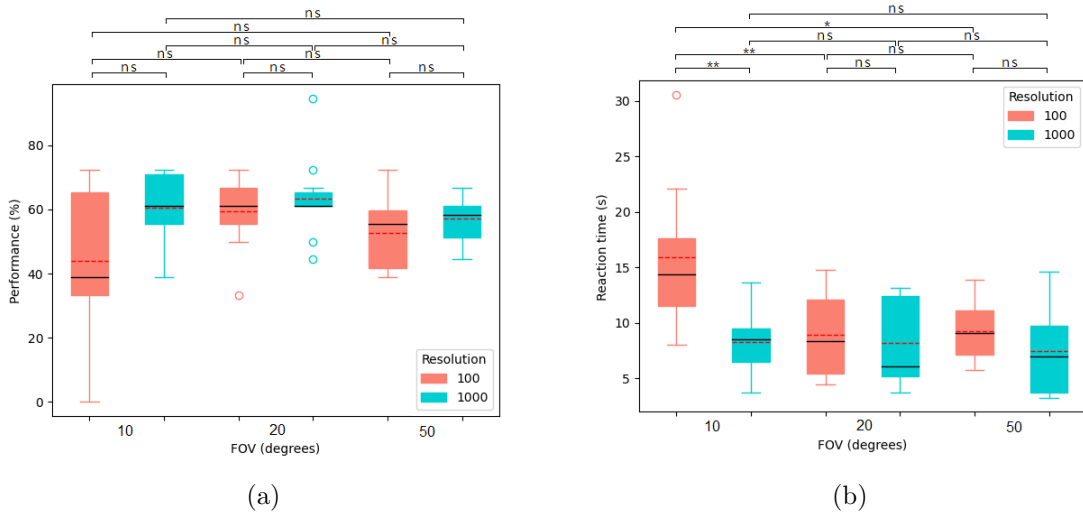 ns
ns
ns
ns
ns
ns
ns
ns
ns
Performance (%)
80
60
40
20
0
Resolution
100
1000
10
20
50
FOV (degrees)
(a)
ns
*
ns
ns
**
ns
**
ns
ns
Reaction time (s)
30
25
20
15
10
5
Resolution
100
1000
10
20
50
FOV (degrees)
(b)